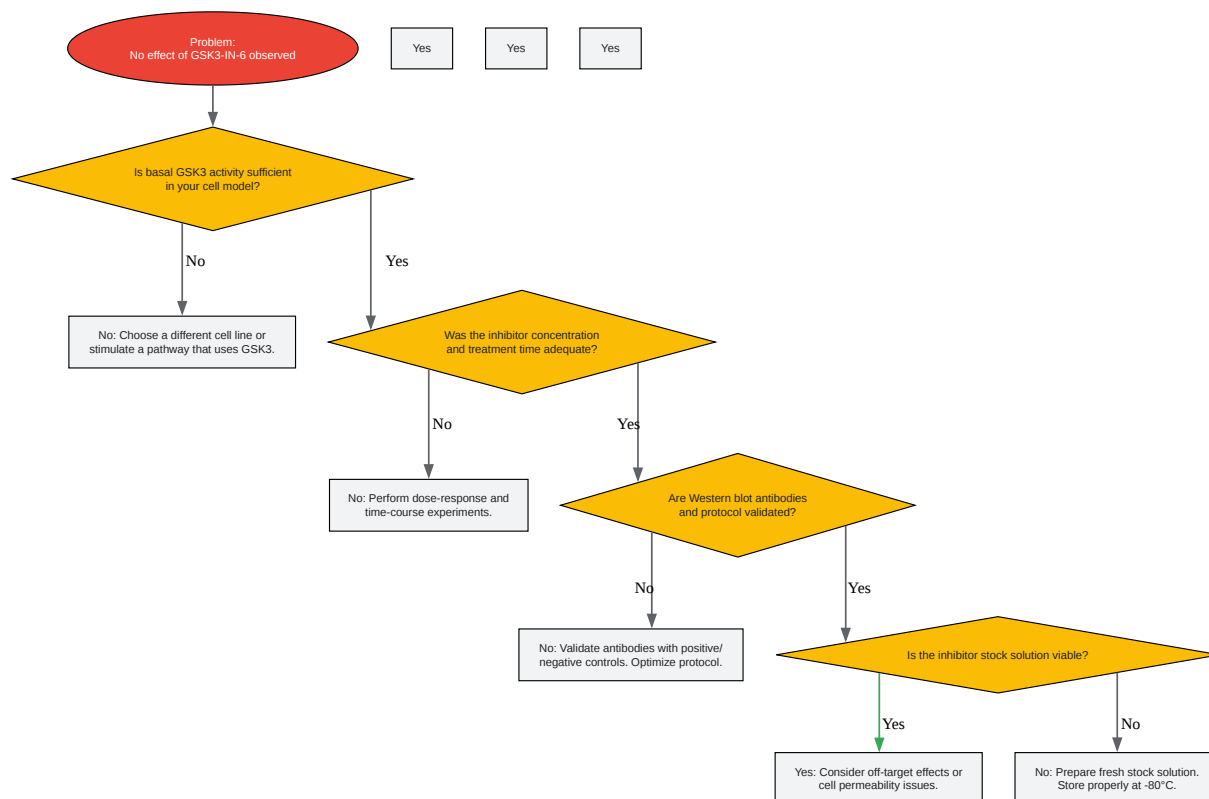 Problem:
No effect of GSK3-IN-6 observed
Yes
Yes
Yes
Is basal GSK3 activity sufficient
in your cell model?
No
Yes
No: Choose a different cell line or
stimulate a pathway that uses GSK3.
Was the inhibitor concentration
and treatment time adequate?
No
Yes
No: Perform dose-response and
time-course experiments.
Are Western blot antibodies
and protocol validated?
No
Yes
No: Validate antibodies with positive/
negative controls. Optimize protocol.
Is the inhibitor stock solution viable?
Yes
No
Yes: Consider off-target effects or
cell permeability issues.
No: Prepare fresh stock solution.
Store properly at -80°C.